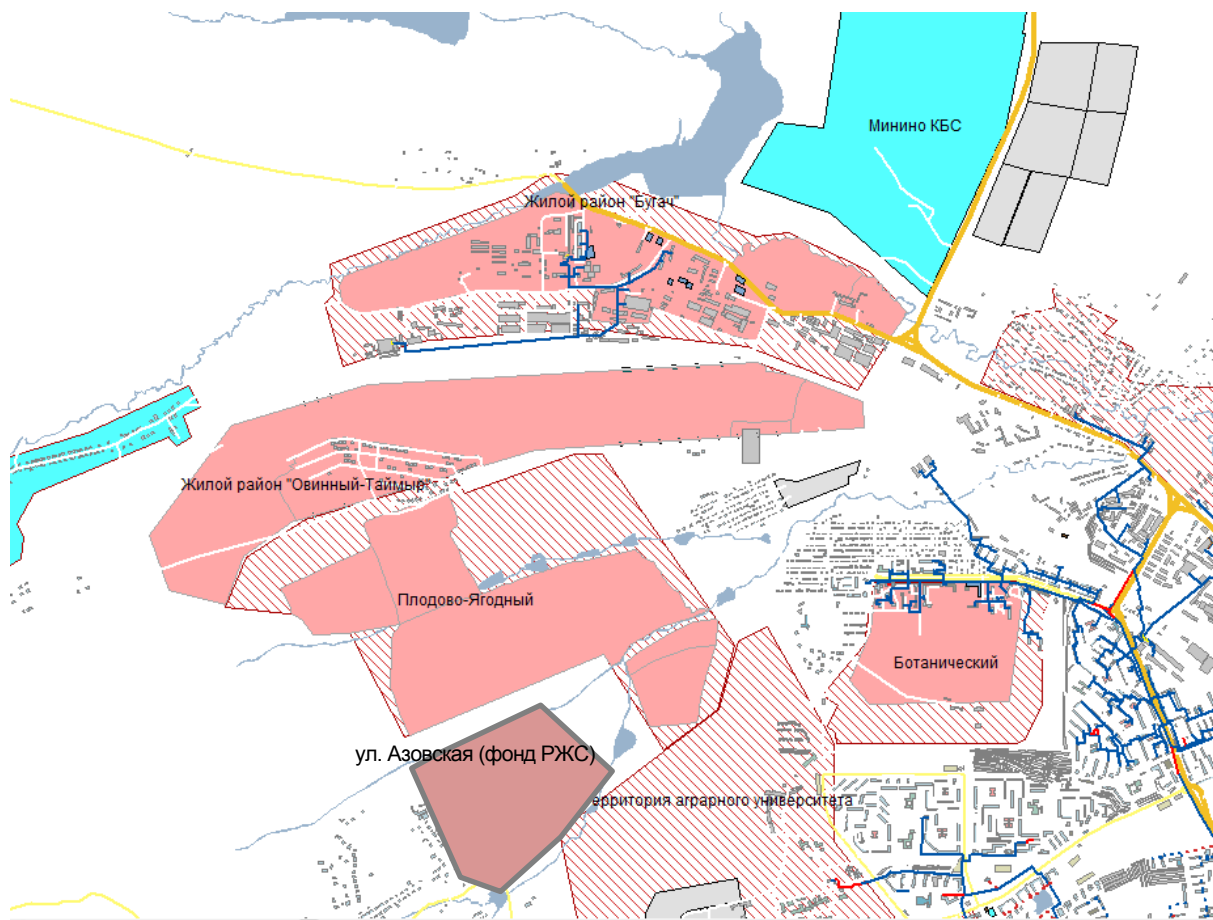 Минино КБС
Жилой район "Бугач"
Жилой район "Овинный-Таймыр"
Плодово-Ягодный
Ботанический
ул. Азовская (фонд РЖС)
ерритория аграрного университета